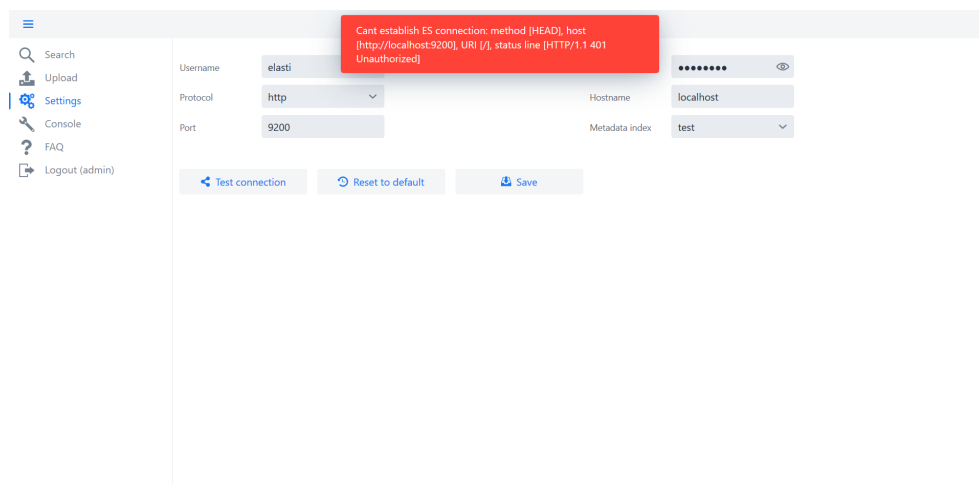 Cant establish ES connection: method [HEAD], host
[http://localhost:9200], URI [/], status line [HTTP/1.1 401
Unauthorized]
Search
Upload
Settings
Console
FAQ
Logout (admin)
Username elasti ●●●●●●●●
Protocol http Hostname localhost
Port 9200 Metadata index test
Test connection Reset to default Save